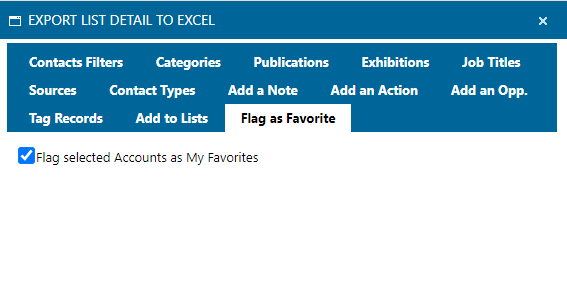 EXPORT LIST DETAIL TO EXCEL
Contacts Filters Categories Publications Exhibitions Job Titles
Sources Contact Types Add a Note Add an Action Add an Opp.
Tag Records Add to Lists Flag as Favorite
Flag selected Accounts as My Favorites